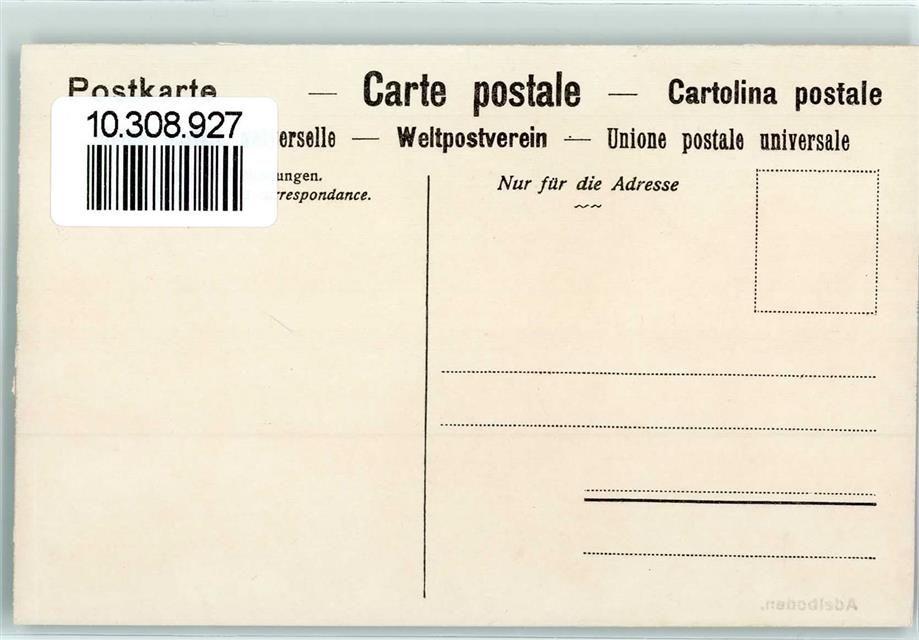 Postkarte — Carte postale — Cartolina postale
10.308.927
erselle — Weltpostverein — Unione postale universale
ungen.
rrespondance.
Nur für die Adresse
Adelboden.